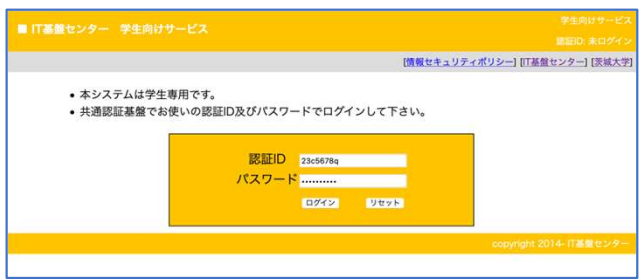 ■ IT基盤センター　学生向けサービス
学生向けサービス
認証ID: 未ログイン
[情報セキュリティポリシー] [IT基盤センター] [茨城大学]
• 本システムは学生専用です。
• 共通認証基盤でお使いの認証ID及びパスワードでログインして下さい。
認証ID 23c5678q
パスワード ••••••••••
ログイン リセット
copyright 2014- IT基盤センター